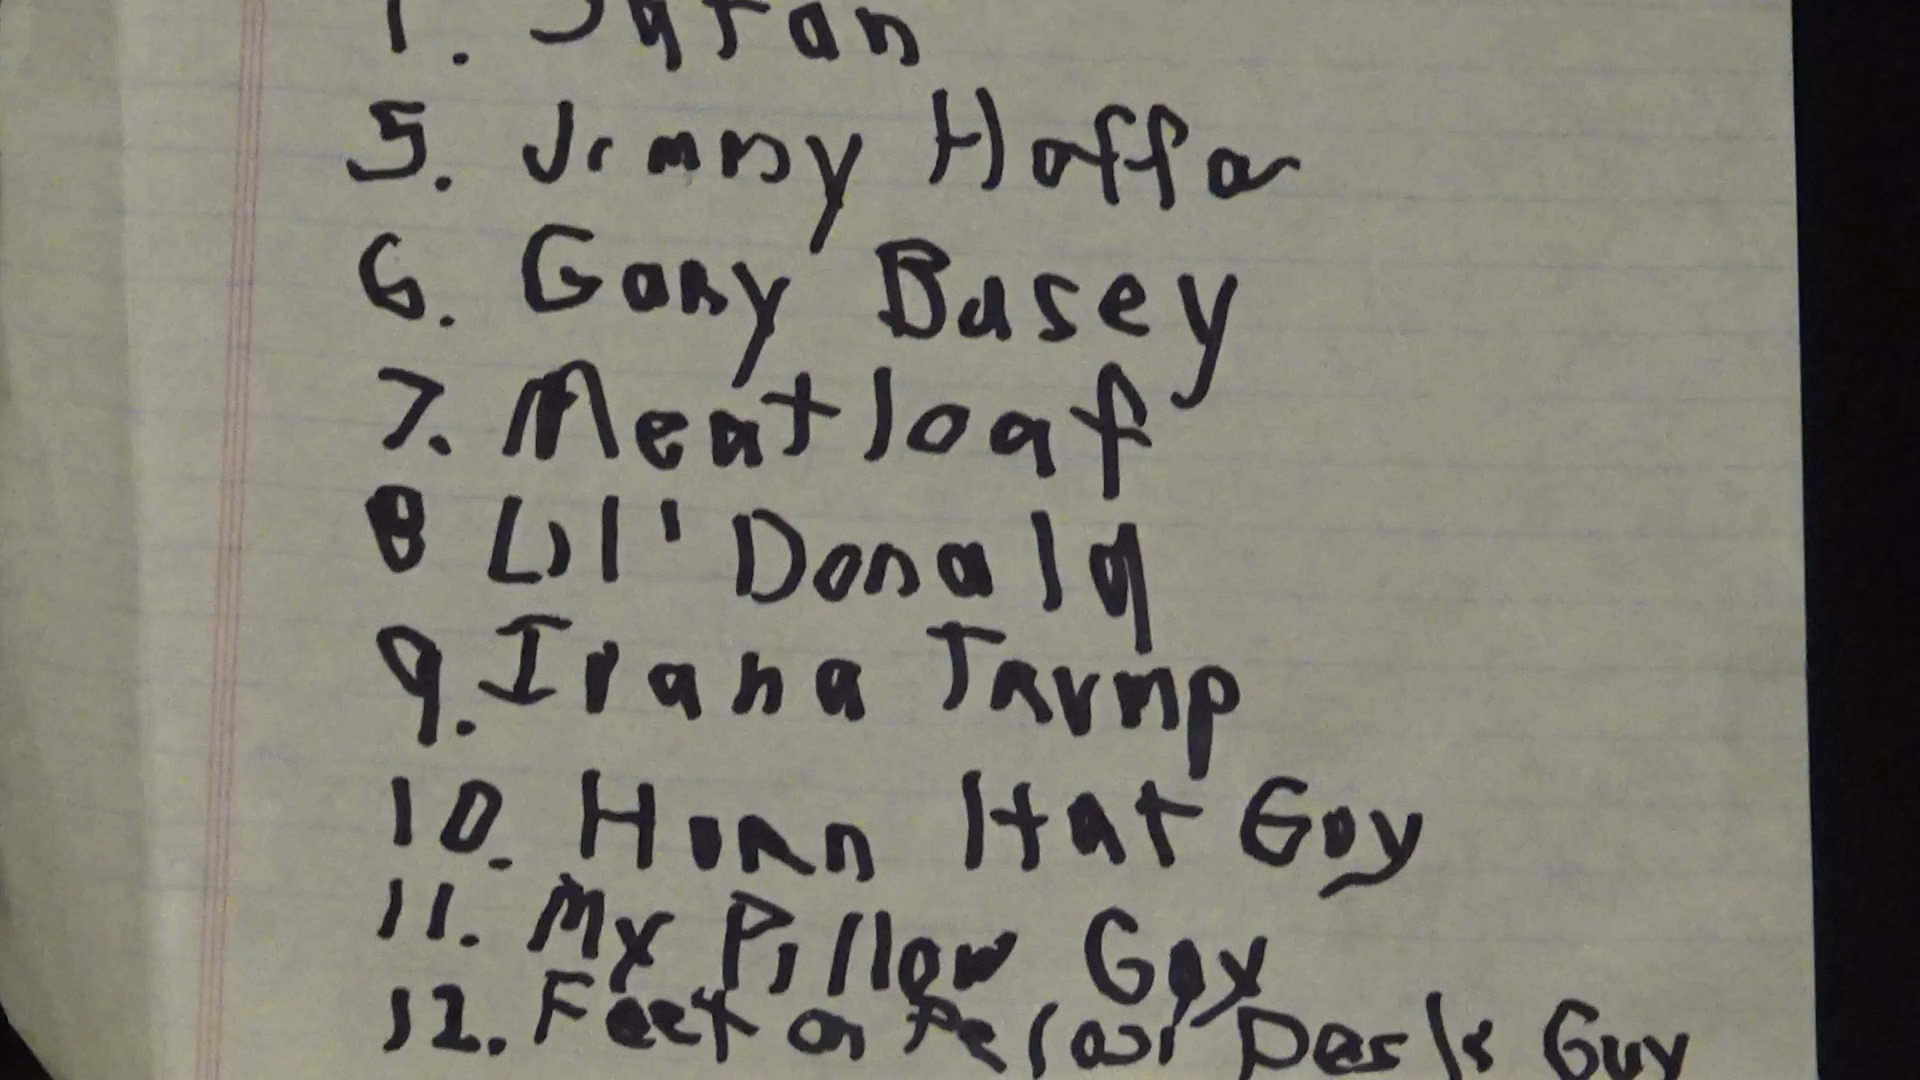 5. Jimmy Hoffa
6. Gary Busey
7. Meatloaf
8 Lil' Donald
9. Ivana Trump
10. Horn Hat Guy
11. My Pillow Guy
12. Feet on Pelosi Desk Guy